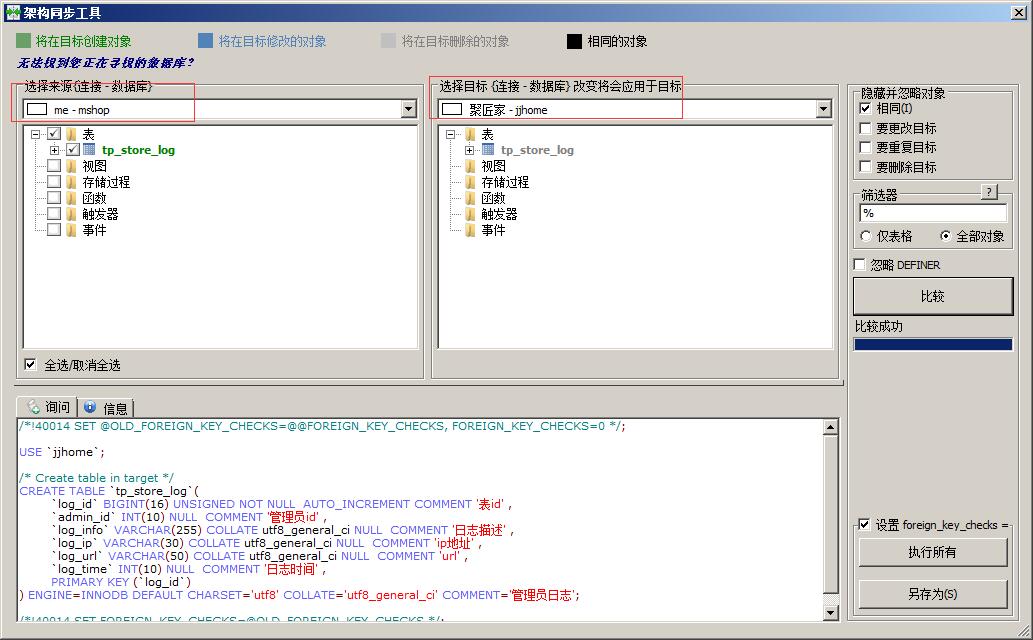 架构同步工具
将在目标创建对象 将在目标修改的对象 将在目标删除的对象 相同的对象
无法找到您正在寻找的数据库?
选择来源{连接 - 数据库}
me - mshop
表
tp_store_log
视图
存储过程
函数
触发器
事件
全选/取消全选
选择目标 {连接 - 数据库} 改变将会应用于目标
聚匠家 - jjhome
表
tp_store_log
视图
存储过程
函数
触发器
事件
隐藏并忽略对象
相同(I)
要更改目标
要重复目标
要删除目标
筛选器 ?
%
仅表格 全部对象
忽略 DEFINER
比较
比较成功
询问 信息
/*!40014 SET @OLD_FOREIGN_KEY_CHECKS=@@FOREIGN_KEY_CHECKS, FOREIGN_KEY_CHECKS=0 */;
USE `jjhome`;
/* Create table in target */
CREATE TABLE `tp_store_log`(
`log_id` BIGINT(16) UNSIGNED NOT NULL AUTO_INCREMENT COMMENT '表id' ,
`admin_id` INT(10) NULL COMMENT '管理员id' ,
`log_info` VARCHAR(255) COLLATE utf8_general_ci NULL COMMENT '日志描述' ,
`log_ip` VARCHAR(30) COLLATE utf8_general_ci NULL COMMENT 'ip地址' ,
`log_url` VARCHAR(50) COLLATE utf8_general_ci NULL COMMENT 'url' ,
`log_time` INT(10) NULL COMMENT '日志时间' ,
PRIMARY KEY (`log_id`)
) ENGINE=INNODB DEFAULT CHARSET='utf8' COLLATE='utf8_general_ci' COMMENT='管理员日志';
/*!40014 SET FOREIGN_KEY_CHECKS=@OLD_FOREIGN_KEY_CHECKS */;
设置 foreign_key_checks =
执行所有
另存为(S)